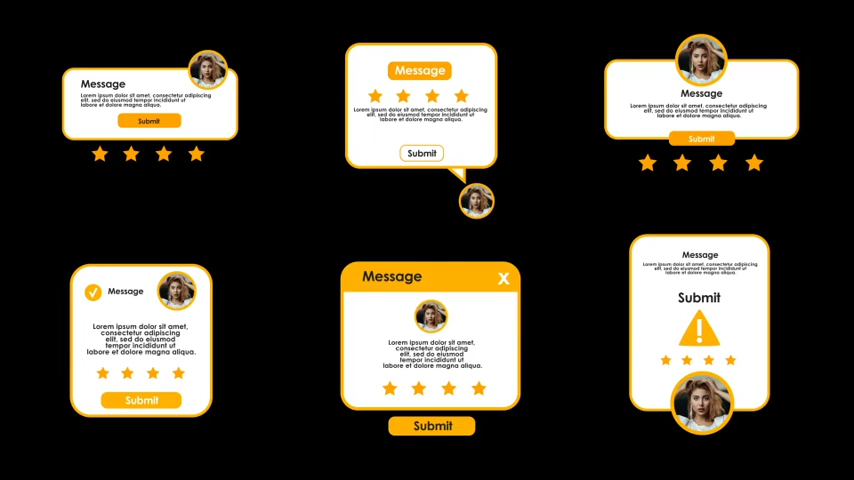 Message
Lorem ipsum dolor sit amet, consectetur adipiscing
elit, sed do eiusmod tempor incididunt ut
labore et dolore magna aliqua.
Submit
Message
Lorem ipsum dolor sit amet, consectetur adipiscing
elit, sed do eiusmod tempor incididunt ut
labore et dolore magna aliqua.
Submit
Message
Lorem ipsum dolor sit amet, consectetur adipiscing
elit, sed do eiusmod tempor incididunt ut
labore et dolore magna aliqua.
Submit
Message
Lorem ipsum dolor sit amet,
consectetur adipiscing
elit, sed do eiusmod
tempor incididunt ut
labore et dolore magna aliqua.
Submit
Message X
Lorem ipsum dolor sit amet,
consectetur adipiscing
elit, sed do eiusmod
tempor incididunt ut
labore et dolore magna aliqua.
Submit
Message
Lorem ipsum dolor sit amet, consectetur adipiscing
elit, sed do eiusmod tempor incididunt ut
labore et dolore magna aliqua.
Submit
!